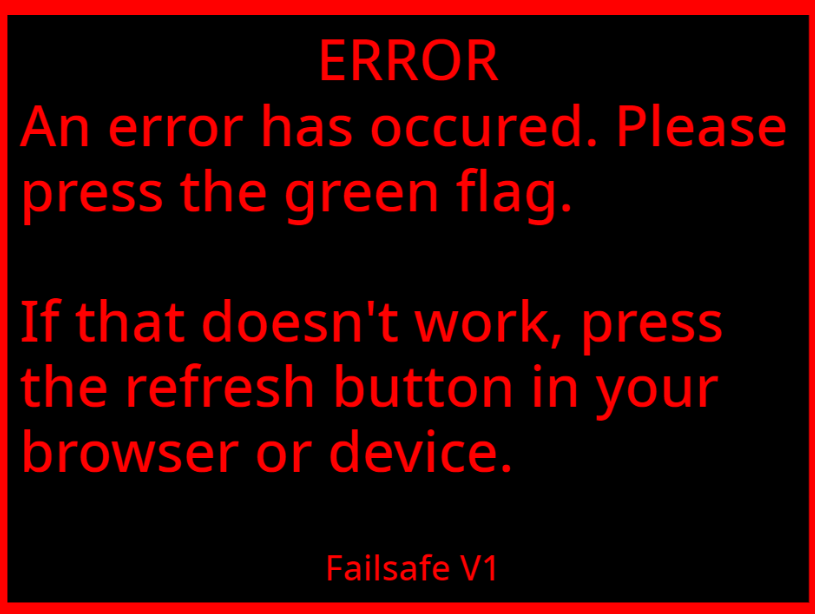 ERROR
An error has occured. Please
press the green flag.
If that doesn't work, press
the refresh button in your
browser or device.
Failsafe V1